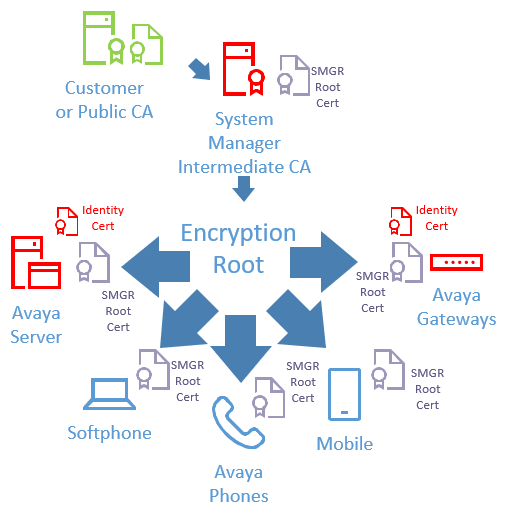 Customer
or Public CA
SMGR
Root
Cert
System
Manager
Intermediate CA
Encryption
Root
Identity
Cert
SMGR
Root
Cert
Avaya
Server
Identity
Cert
SMGR
Root
Cert
Avaya
Gateways
SMGR
Root
Cert
Softphone
SMGR
Root
Cert
Avaya
Phones
SMGR
Root
Cert
Mobile